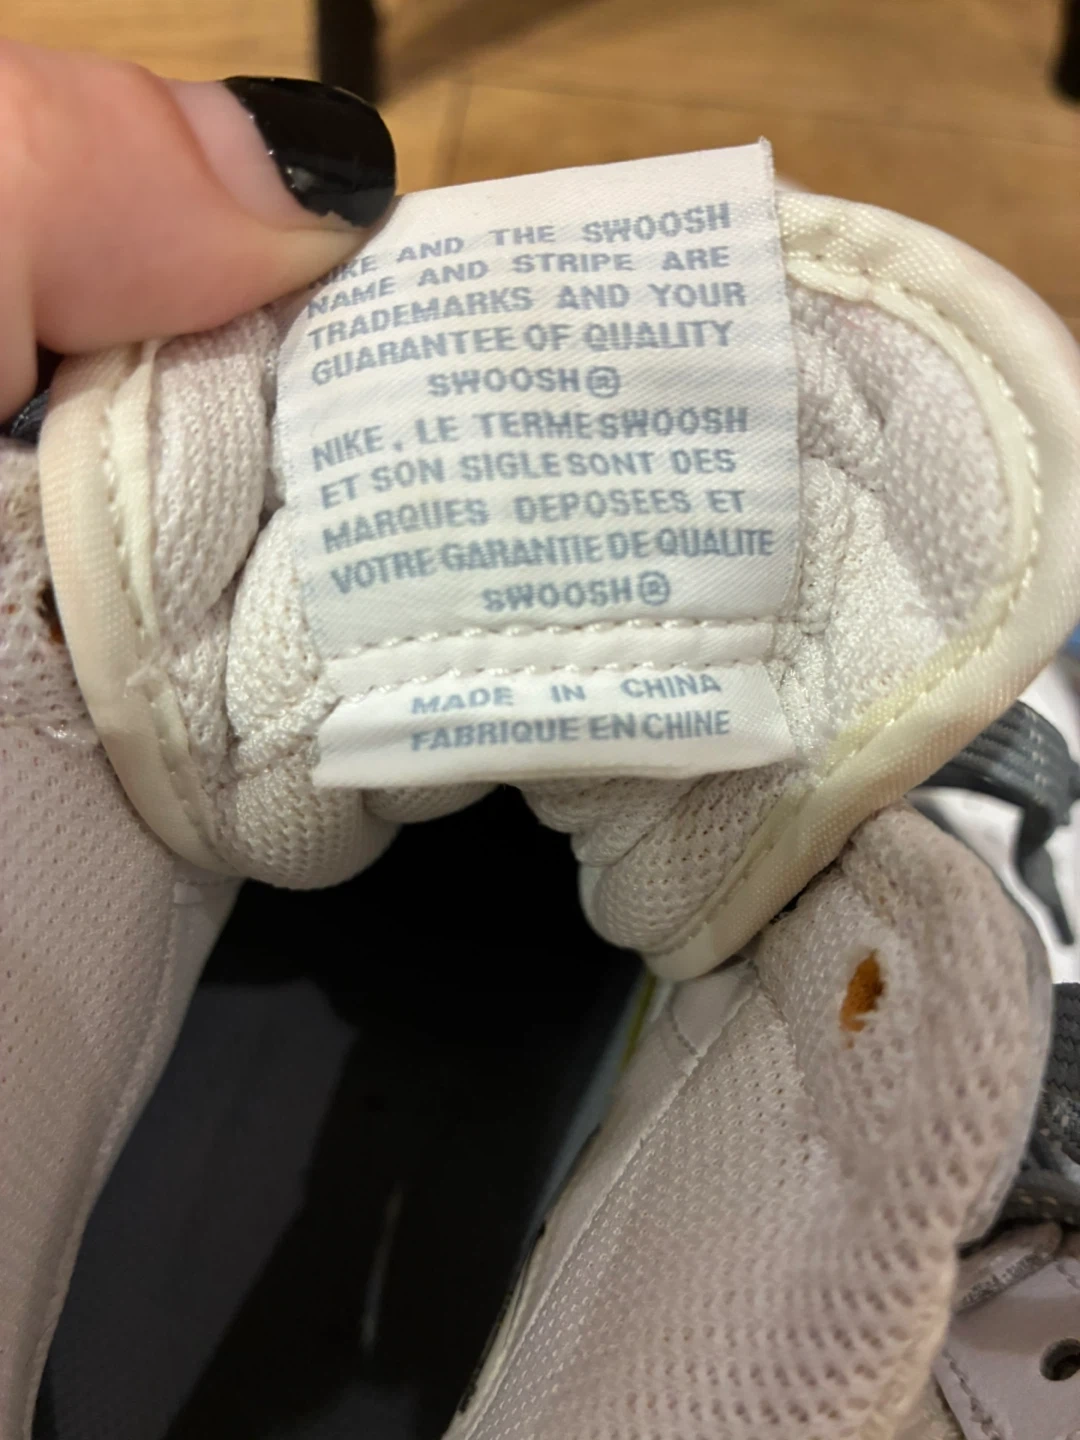 NIKE AND THE SWOOSH
NAME AND STRIPE ARE
TRADEMARKS AND YOUR
GUARANTEE OF QUALITY
SWOOSH®
NIKE, LE TERME SWOOSH
ET SON SIGLE SONT DES
MARQUES DEPOSEES ET
VOTRE GARANTIE DE QUALITE
SWOOSH®
MADE IN CHINA
FABRIQUE EN CHINE